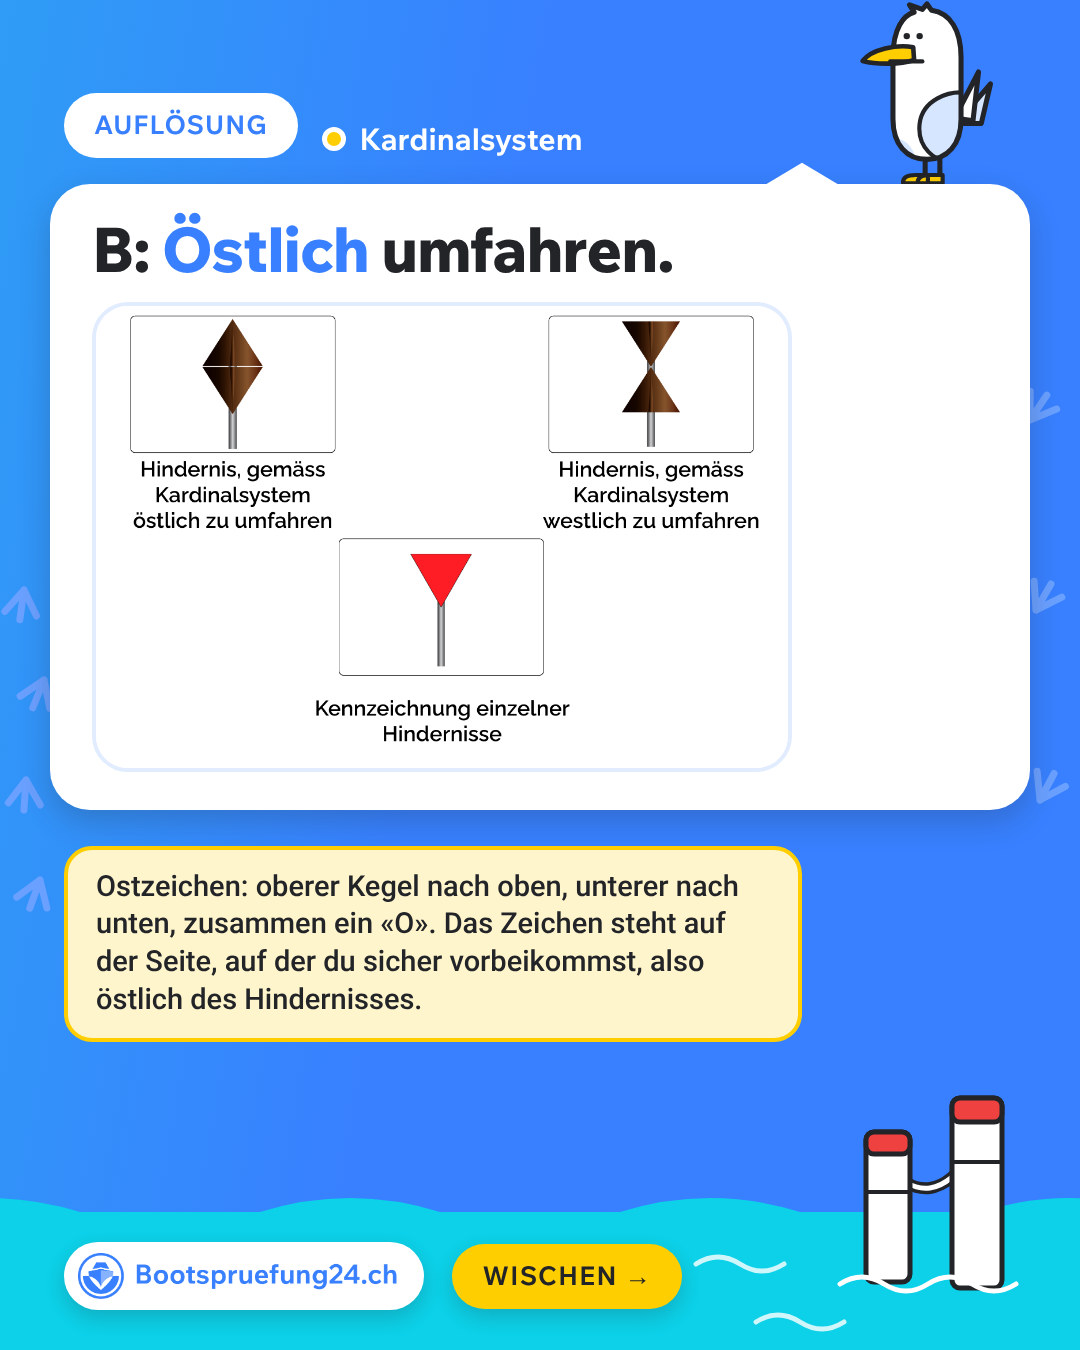 AUFLÖSUNG
Kardinalsystem
B: Östlich umfahren.
Hindernis, gemäss
Kardinalsystem
östlich zu umfahren
Hindernis, gemäss
Kardinalsystem
westlich zu umfahren
Kennzeichnung einzelner
Hindernisse
Ostzeichen: oberer Kegel nach oben, unterer nach
unten, zusammen ein «O». Das Zeichen steht auf
der Seite, auf der du sicher vorbeikommst, also
östlich des Hindernisses.
Bootspruefung24.ch
WISCHEN →